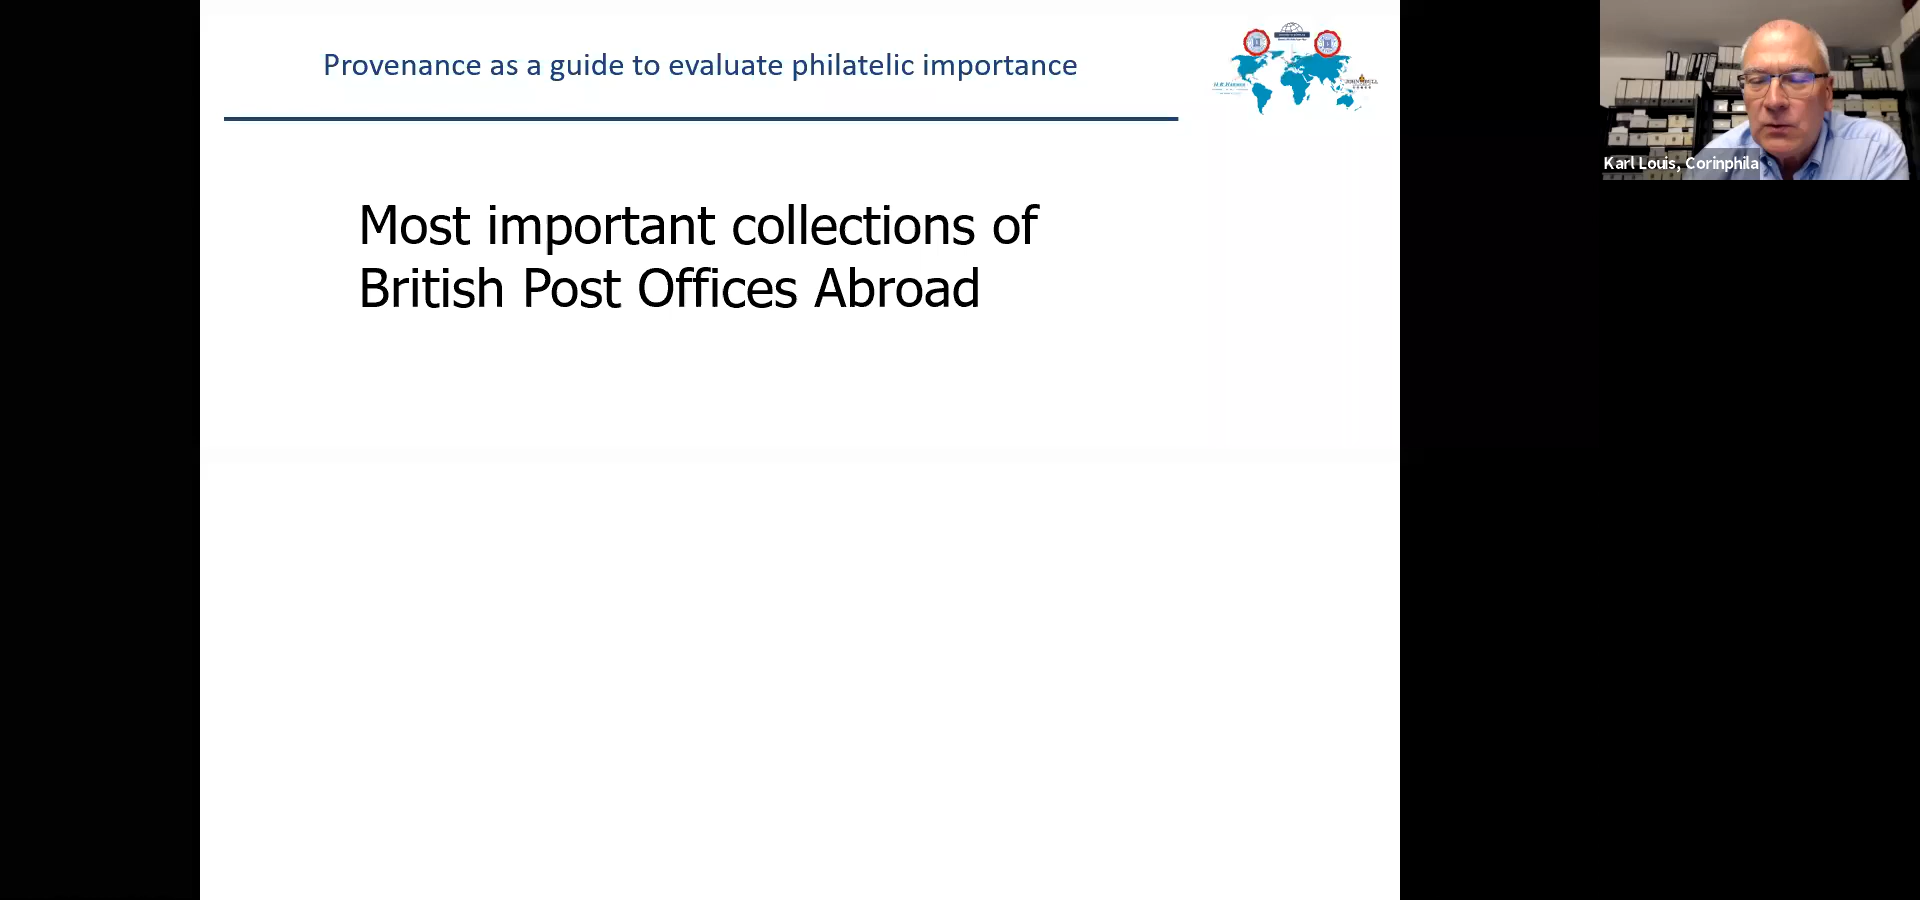 Provenance as a guide to evaluate philatelic importance
Most important collections of
British Post Offices Abroad
Karl Louis, Corinphila